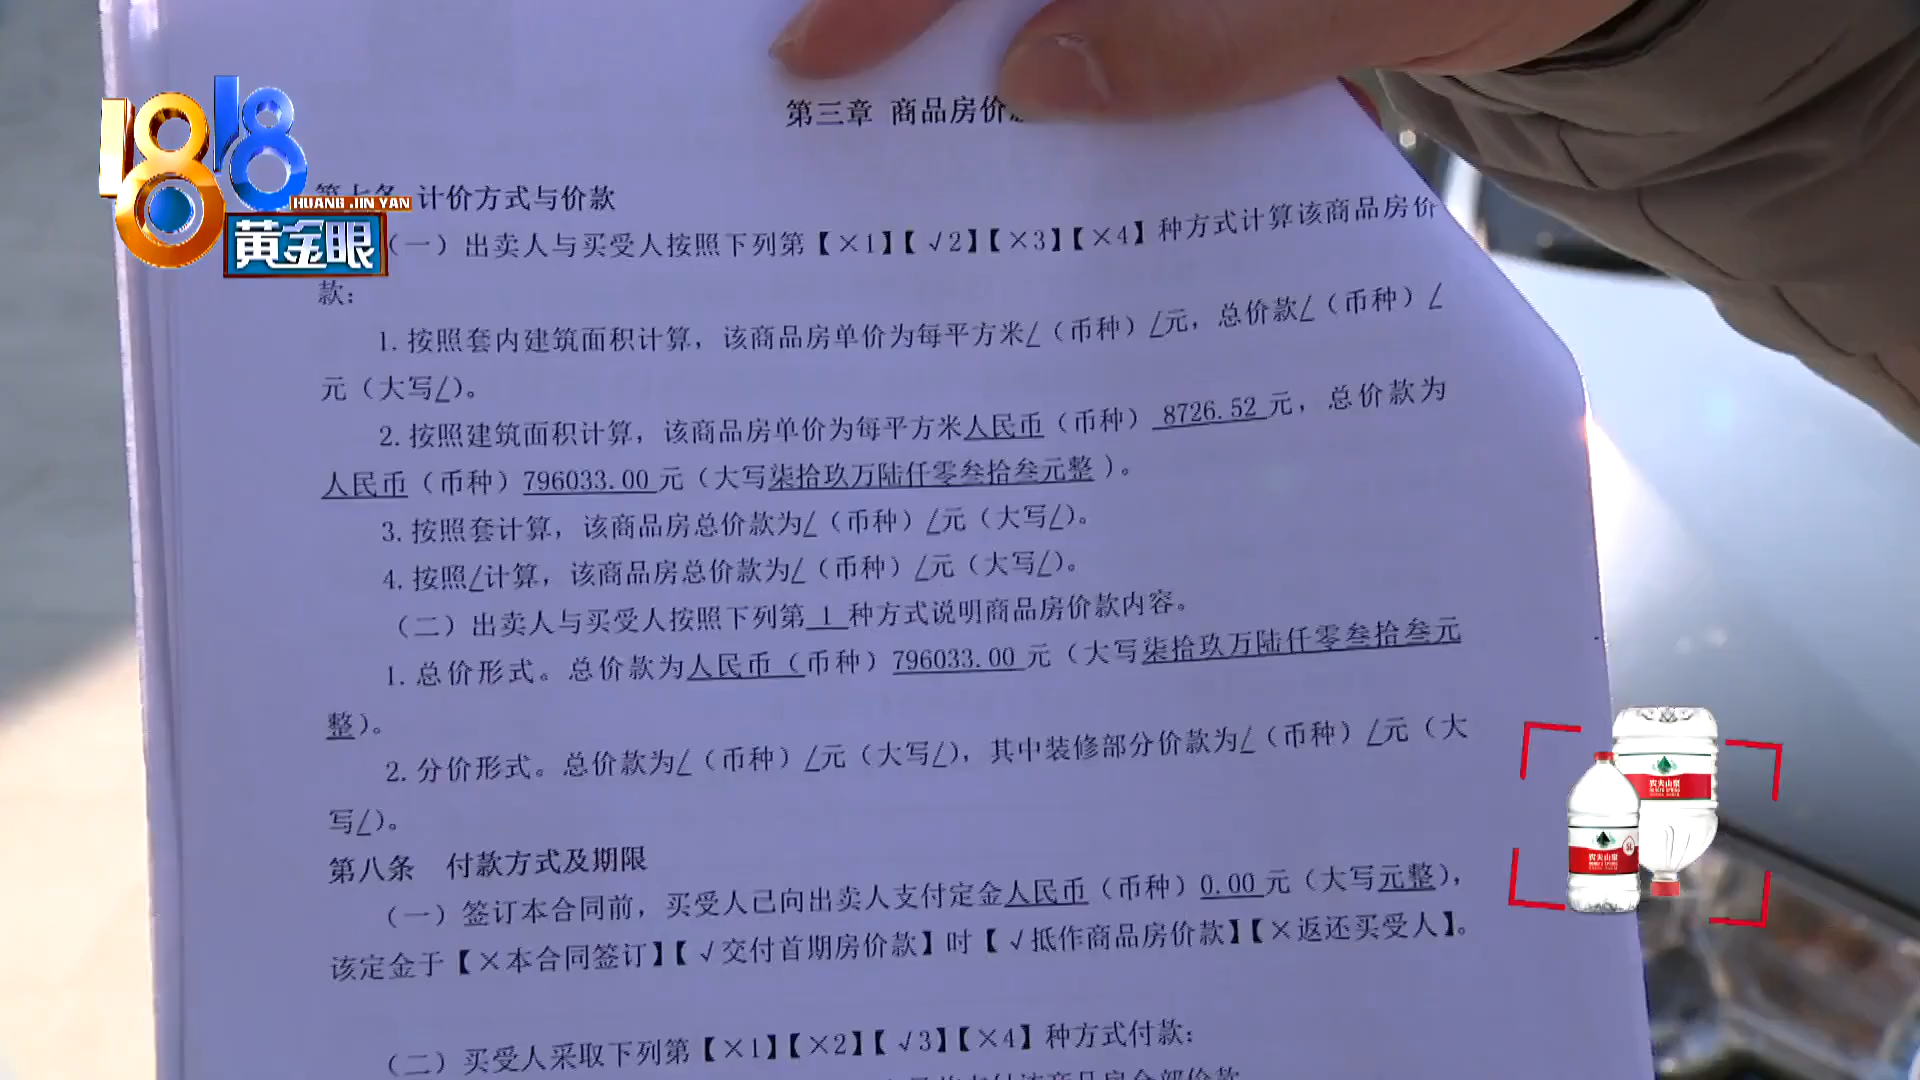 1818
HUANG JIN YAN
黄金眼
第三章 商品房价
第七条 计价方式与价款
（一）出卖人与买受人按照下列第【×1】【√2】【×3】【×4】种方式计算该商品房价
款：
1. 按照套内建筑面积计算，该商品房单价为每平方米/（币种）/元，总价款/（币种）/
元（大写/）。
2. 按照建筑面积计算，该商品房单价为每平方米人民币（币种） 8726.52 元，总价款为
人民币（币种）796033.00 元（大写柒拾玖万陆仟零叁拾叁元整 ）。
3. 按照套计算，该商品房总价款为/（币种）/元（大写/）。
4. 按照/计算，该商品房总价款为/（币种）/元（大写/）。
（二）出卖人与买受人按照下列第 1 种方式说明商品房价款内容。
1. 总价形式。总价款为人民币（币种）796033.00 元（大写柒拾玖万陆仟零叁拾叁元
整）。
2. 分价形式。总价款为/（币种）/元（大写/），其中装修部分价款为/（币种）/元（大
写/）。
第八条 付款方式及期限
（一）签订本合同前，买受人已向出卖人支付定金人民币（币种）0.00 元（大写元整），
该定金于【×本合同签订】【√交付首期房价款】时【√抵作商品房价款】【×返还买受人】。
（二）买受人采取下列第【×1】【×2】【√3】【×4】种方式付款：
农夫山泉
农夫山泉